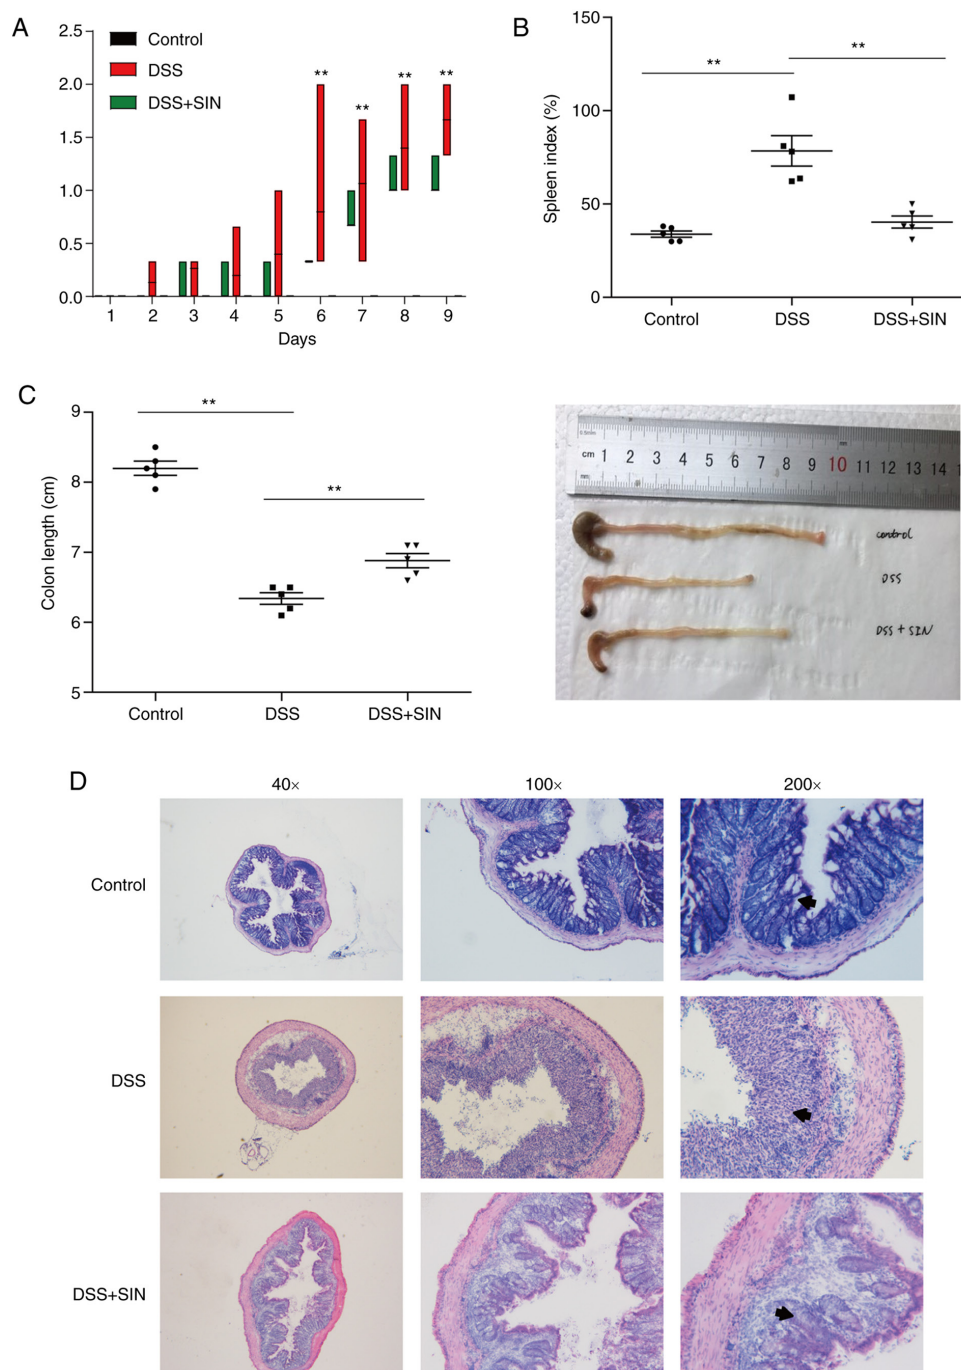 A
2.5
2.0
1.5
1.0
0.5
0.0
Control
DSS
DSS+SIN
** ** ** **
1 2 3 4 5 6 7 8 9
Days
B
Spleen index (%)
150
100
50
0
**
**
Control DSS DSS+SIN
C
Colon length (cm)
9
8
7
6
5
**
**
Control DSS DSS+SIN
0.5mm
cm 1 2 3 4 5 6 7 8 9 10 11 12 13 14
control
DSS
DSS + SIN
D
40× 100× 200×
Control
DSS
DSS+SIN